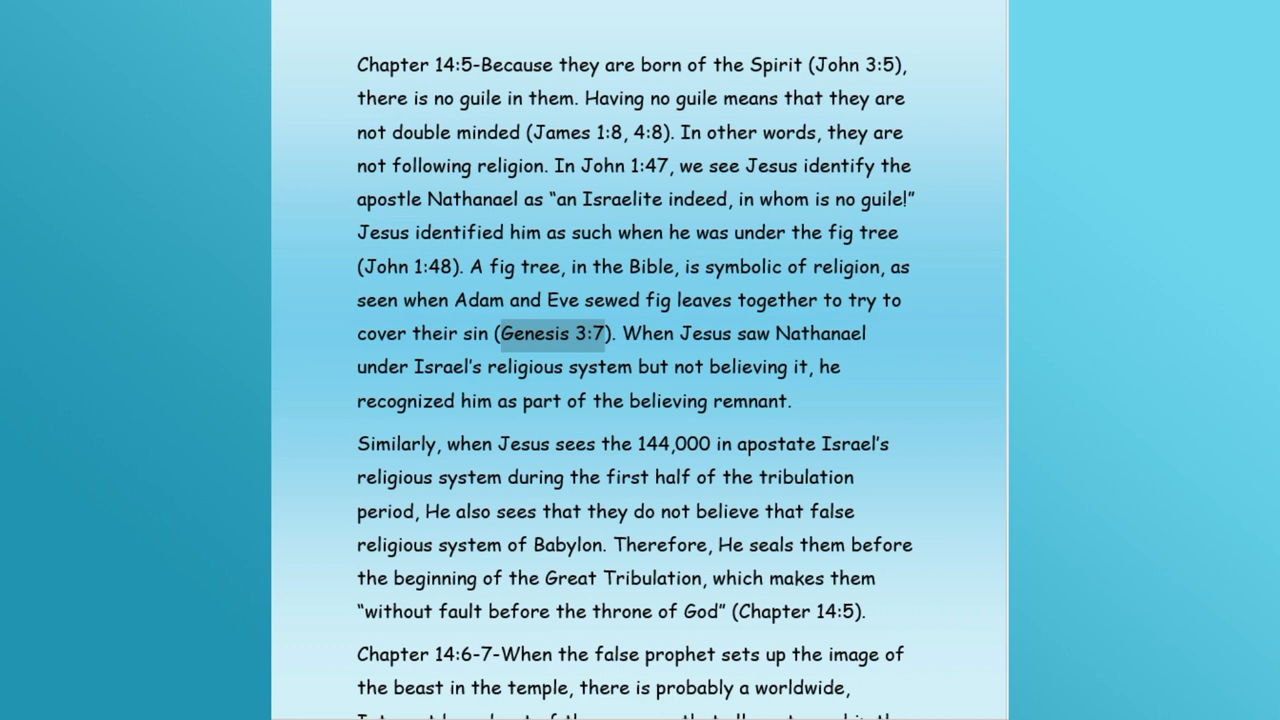 Chapter 14:5-Because they are born of the Spirit (John 3:5),
there is no guile in them. Having no guile means that they are
not double minded (James 1:8, 4:8). In other words, they are
not following religion. In John 1:47, we see Jesus identify the
apostle Nathanael as “an Israelite indeed, in whom is no guile!”
Jesus identified him as such when he was under the fig tree
(John 1:48). A fig tree, in the Bible, is symbolic of religion, as
seen when Adam and Eve sewed fig leaves together to try to
cover their sin (Genesis 3:7). When Jesus saw Nathanael
under Israel’s religious system but not believing it, he
recognized him as part of the believing remnant.
Similarly, when Jesus sees the 144,000 in apostate Israel’s
religious system during the first half of the tribulation
period, He also sees that they do not believe that false
religious system of Babylon. Therefore, He seals them before
the beginning of the Great Tribulation, which makes them
“without fault before the throne of God” (Chapter 14:5).
Chapter 14:6-7-When the false prophet sets up the image of
the beast in the temple, there is probably a worldwide,